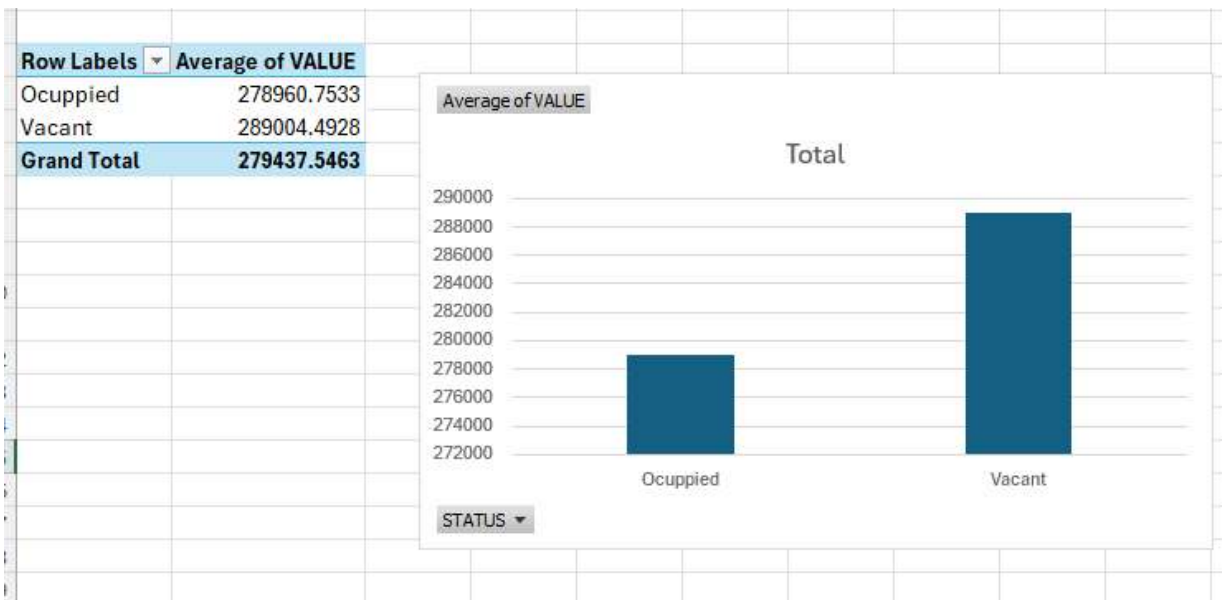 Row Labels Average of VALUE
Ocuppied 278960.7533
Vacant 289004.4928
Grand Total 279437.5463
Average of VALUE
Total
290000
288000
286000
284000
282000
280000
278000
276000
274000
272000
Ocuppied Vacant
STATUS